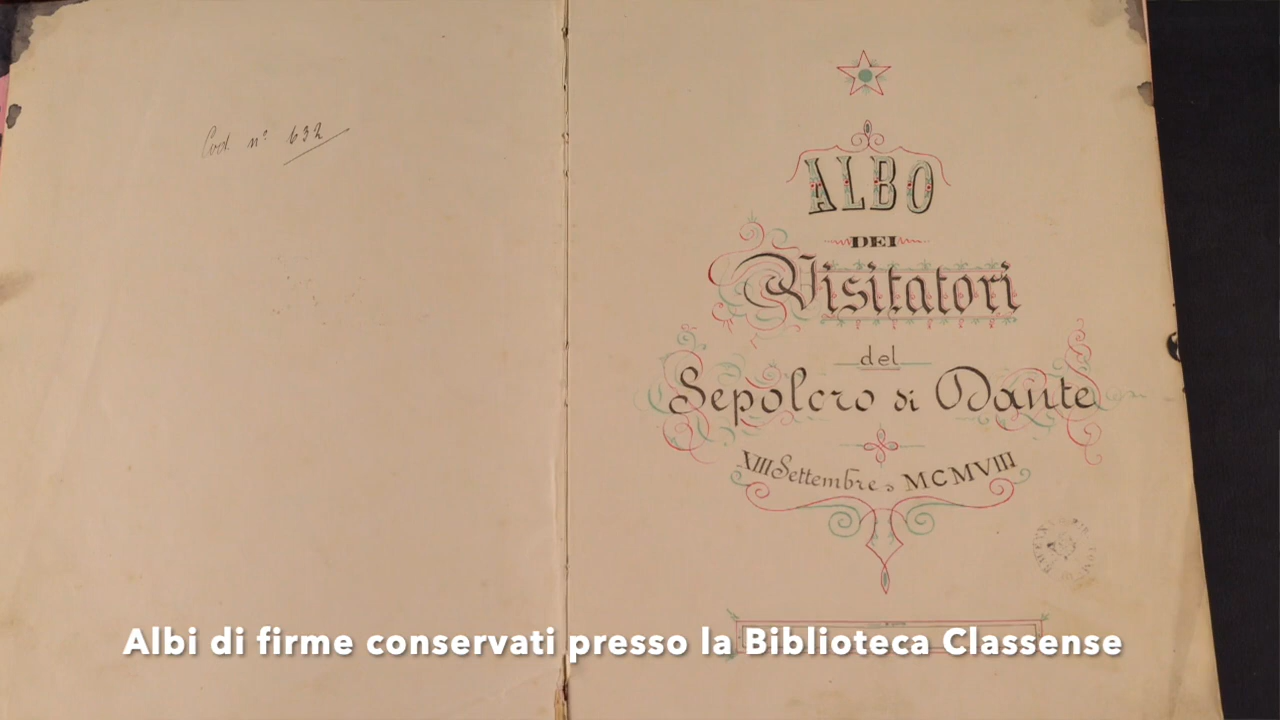 Cod. nº 632
ALBO
DEI
Visitatori
del
Sepolcro di Dante
XIII Settembre MCMVIII
Albi di firme conservati presso la Biblioteca Classense